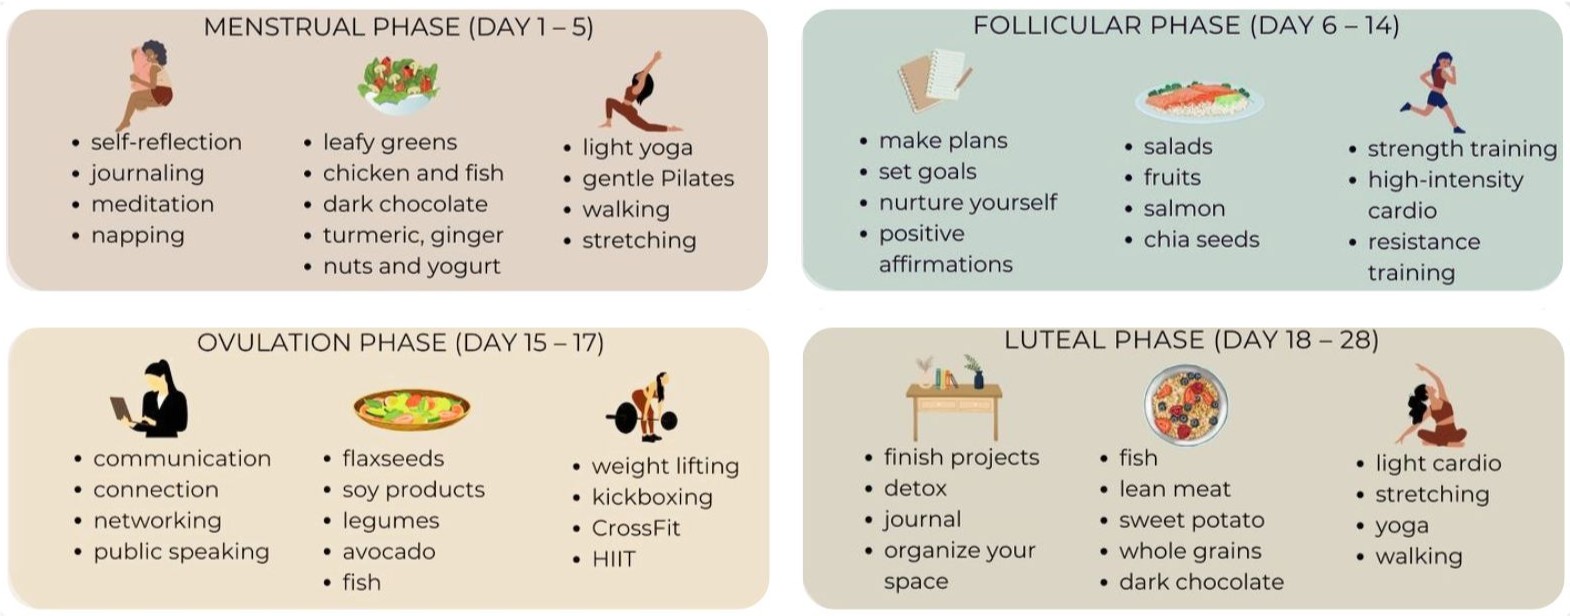 MENSTRUAL PHASE (DAY 1 – 5)
• self-reflection
• journaling
• meditation
• napping
• leafy greens
• chicken and fish
• dark chocolate
• turmeric, ginger
• nuts and yogurt
• light yoga
• gentle Pilates
• walking
• stretching
FOLLICULAR PHASE (DAY 6 – 14)
• make plans
• set goals
• nurture yourself
• positive
affirmations
• salads
• fruits
• salmon
• chia seeds
• strength training
• high-intensity
cardio
• resistance
training
OVULATION PHASE (DAY 15 – 17)
• communication
• connection
• networking
• public speaking
• flaxseeds
• soy products
• legumes
• avocado
• fish
• weight lifting
• kickboxing
• CrossFit
• HIIT
LUTEAL PHASE (DAY 18 – 28)
• finish projects
• detox
• journal
• organize your
space
• fish
• lean meat
• sweet potato
• whole grains
• dark chocolate
• light cardio
• stretching
• yoga
• walking